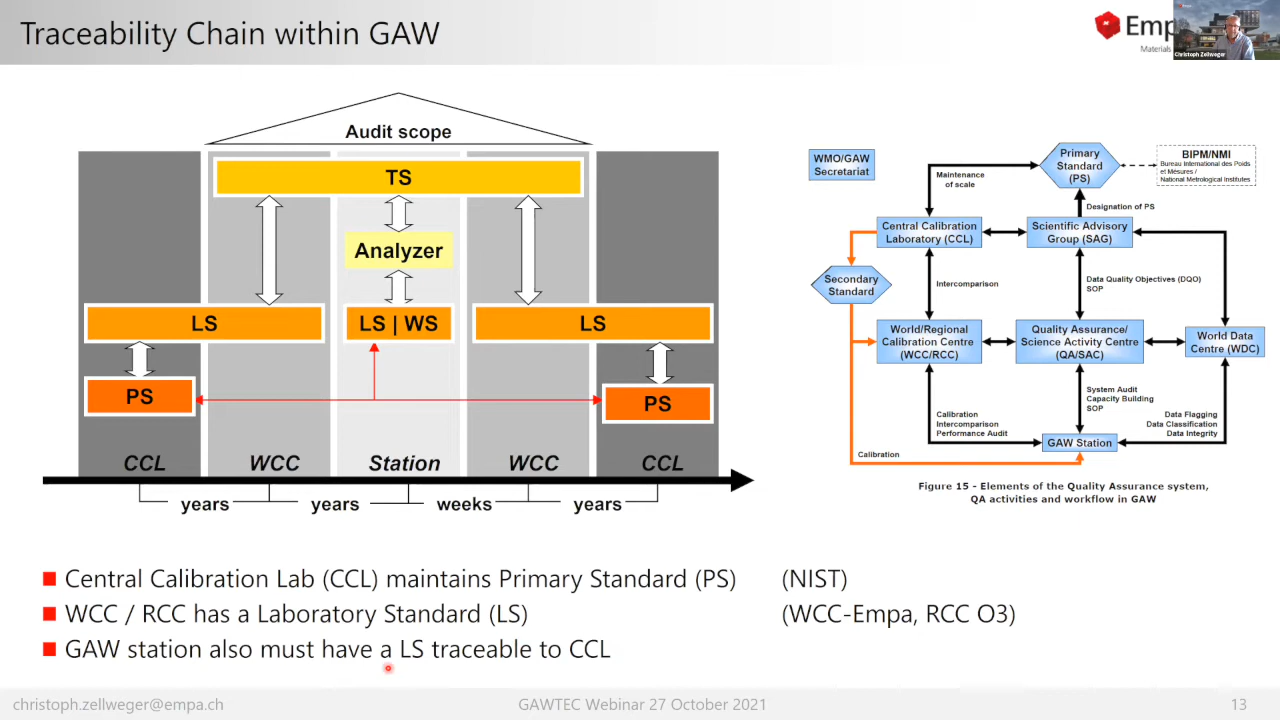 Traceability Chain within GAW
Empa
Materials
Christoph Zellweger
Audit scope
TS
Analyzer
LS
LS | WS
LS
PS
PS
CCL
WCC
Station
WCC
CCL
years
years
weeks
years
WMO/GAW
Secretariat
Primary
Standard
(PS)
BIPM/NMI
Bureau International des Poids
et Mésures /
National Metrological Institutes
Maintenance
of scale
Designation of PS
Central Calibration
Laboratory (CCL)
Scientific Advisory
Group (SAG)
Secondary
Standard
Intercomparison
Data Quality Objectives (DQO)
SOP
World/Regional
Calibration Centre
(WCC/RCC)
Quality Assurance/
Science Activity Centre
(QA/SAC)
World Data
Centre (WDC)
Calibration
Intercomparison
Performance Audit
System Audit
Capacity Building
SOP
Data Flagging
Data Classification
Data Integrity
GAW Station
Calibration
Figure 15 - Elements of the Quality Assurance system,
QA activities and workflow in GAW
Central Calibration Lab (CCL) maintains Primary Standard (PS) (NIST)
WCC / RCC has a Laboratory Standard (LS) (WCC-Empa, RCC O3)
GAW station also must have a LS traceable to CCL
christoph.zellweger@empa.ch
GAWTEC Webinar 27 October 2021
13